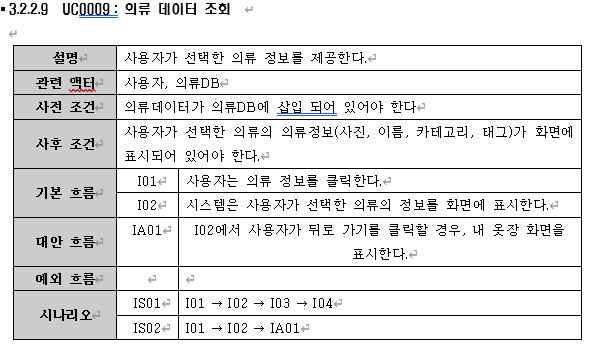 3.2.2.9 UC0009 : 의류 데이터 조회
설명 사용자가 선택한 의류 정보를 제공한다.
관련 액터 사용자, 의류DB
사전 조건 의류데이터가 의류DB에 삽입 되어 있어야 한다
사후 조건 사용자가 선택한 의류의 의류정보(사진, 이름, 카테고리, 태그)가 화면에
표시되어 있어야 한다.
기본 흐름 I01 사용자는 의류 정보를 클릭한다.
I02 시스템은 사용자가 선택한 의류의 정보를 화면에 표시한다.
대안 흐름 IA01 I02에서 사용자가 뒤로 가기를 클릭할 경우, 내 옷장 화면을
표시한다.
예외 흐름
시나리오 IS01 I01 → I02 → I03 → I04
IS02 I01 → I02 → IA01